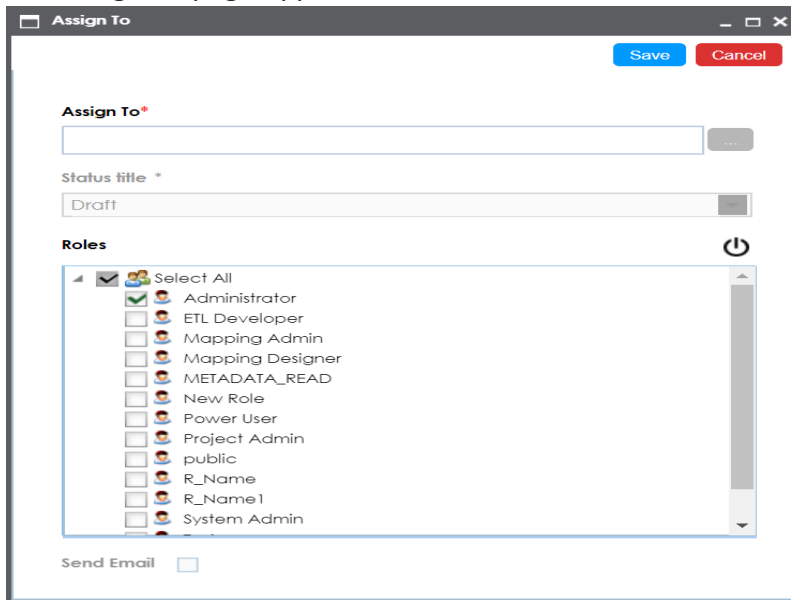 Assign To
Save Cancel
Assign To*
...
Status title *
Draft
Roles
Select All
Administrator
ETL Developer
Mapping Admin
Mapping Designer
METADATA_READ
New Role
Power User
Project Admin
public
R_Name
R_Name1
System Admin
Send Email